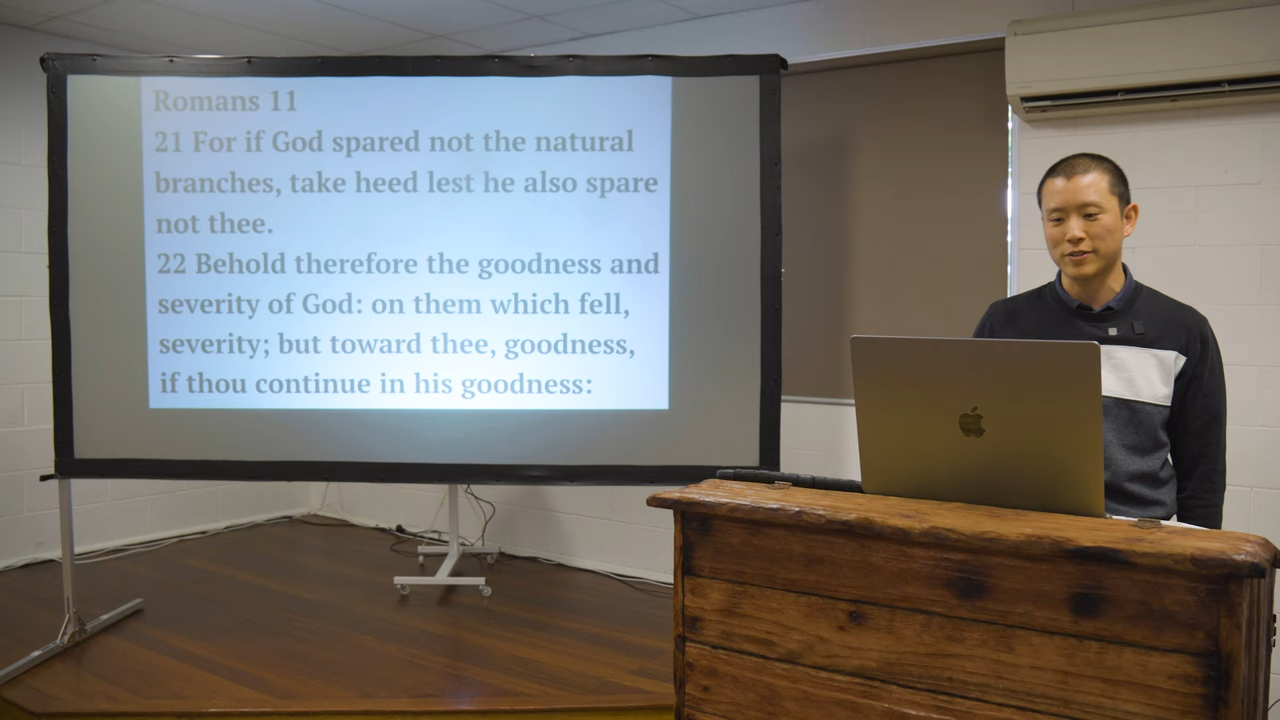 Romans 11
21 For if God spared not the natural
branches, take heed lest he also spare
not thee.
22 Behold therefore the goodness and
severity of God: on them which fell,
severity; but toward thee, goodness,
if thou continue in his goodness: